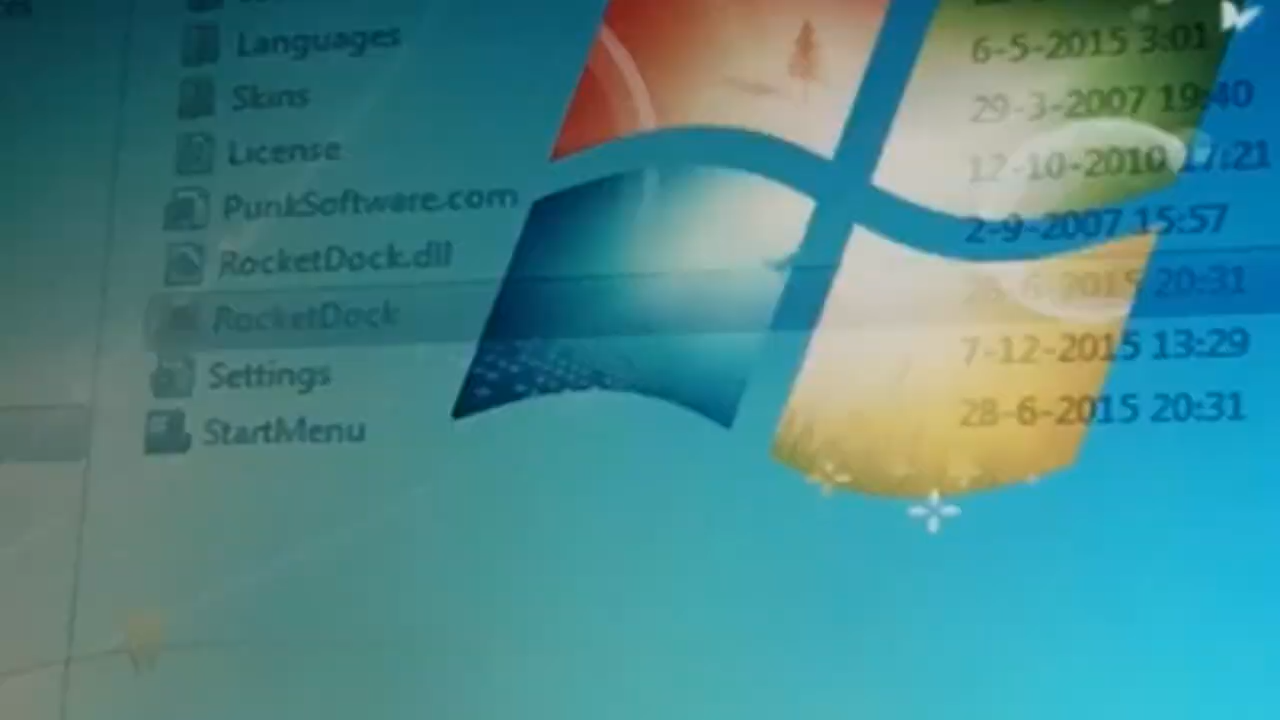 Languages 6-5-2015 3:01
Skins 29-3-2007 19:40
License 12-10-2010 17:21
PunkSoftware.com 2-9-2007 15:57
RocketDock.dll 20:31
RocketDock 7-12-2015 13:29
Settings 28-6-2015 20:31
StartMenu